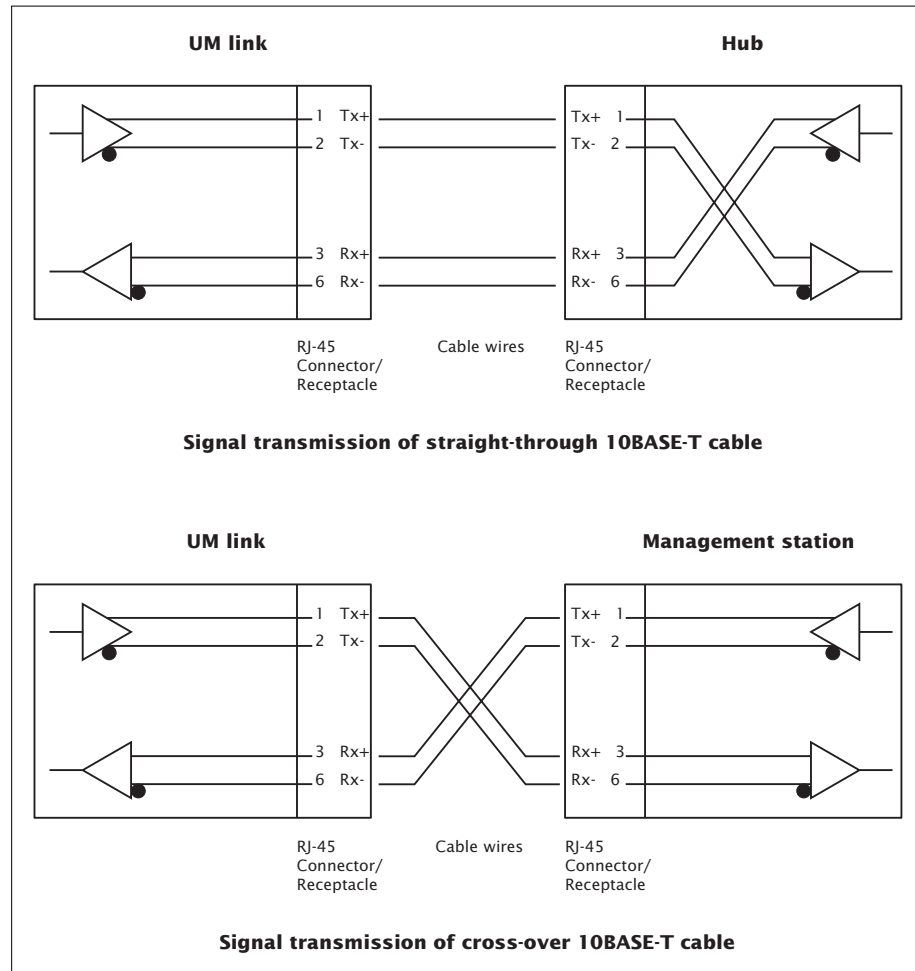 UM link
Hub
1 Tx+
Tx+ 1
2 Tx-
Tx- 2
3 Rx+
Rx+ 3
6 Rx-
Rx- 6
RJ-45
Connector/
Receptacle
Cable wires
RJ-45
Connector/
Receptacle
Signal transmission of straight-through 10BASE-T cable
UM link
Management station
1 Tx+
Tx+ 1
2 Tx-
Tx- 2
3 Rx+
Rx+ 3
6 Rx-
Rx- 6
RJ-45
Connector/
Receptacle
Cable wires
RJ-45
Connector/
Receptacle
Signal transmission of cross-over 10BASE-T cable